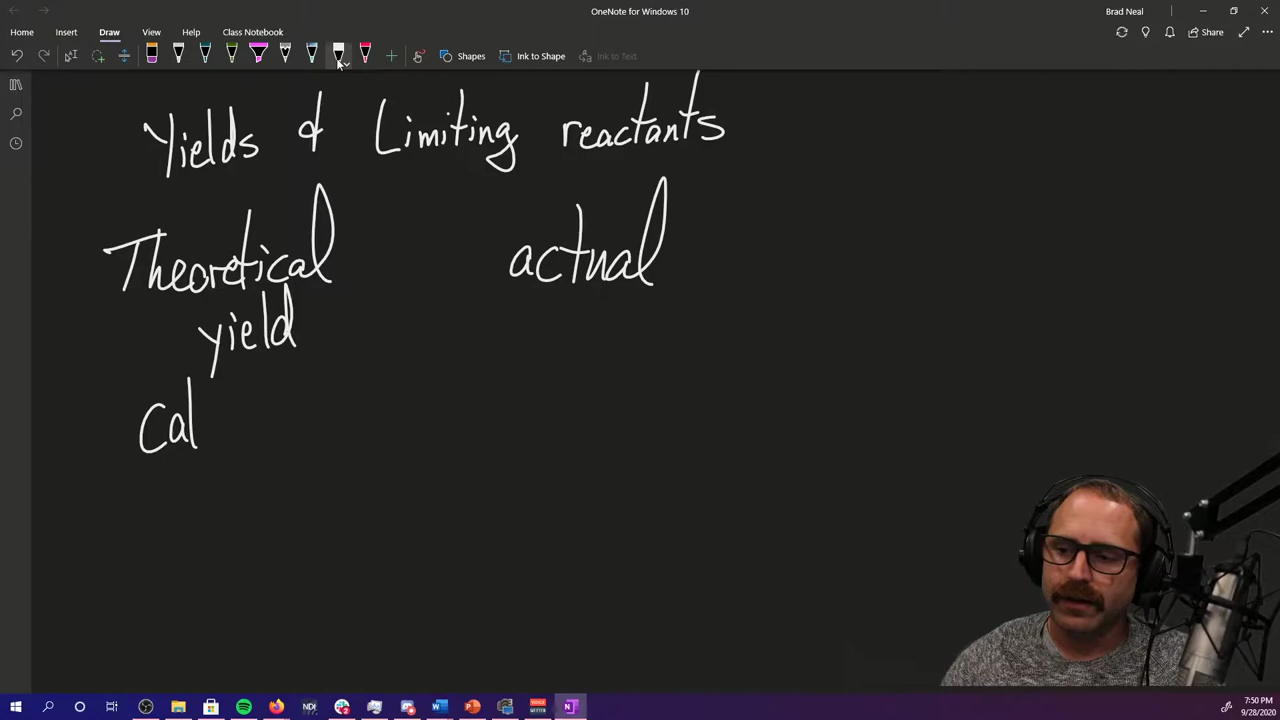 OneNote for Windows 10
Brad Neal
Home Insert Draw View Help Class Notebook
Share
Shapes Ink to Shape Ink to Text
Yields & Limiting reactants
Theoretical actual
yield
Cal
7:50 PM
9/28/2020